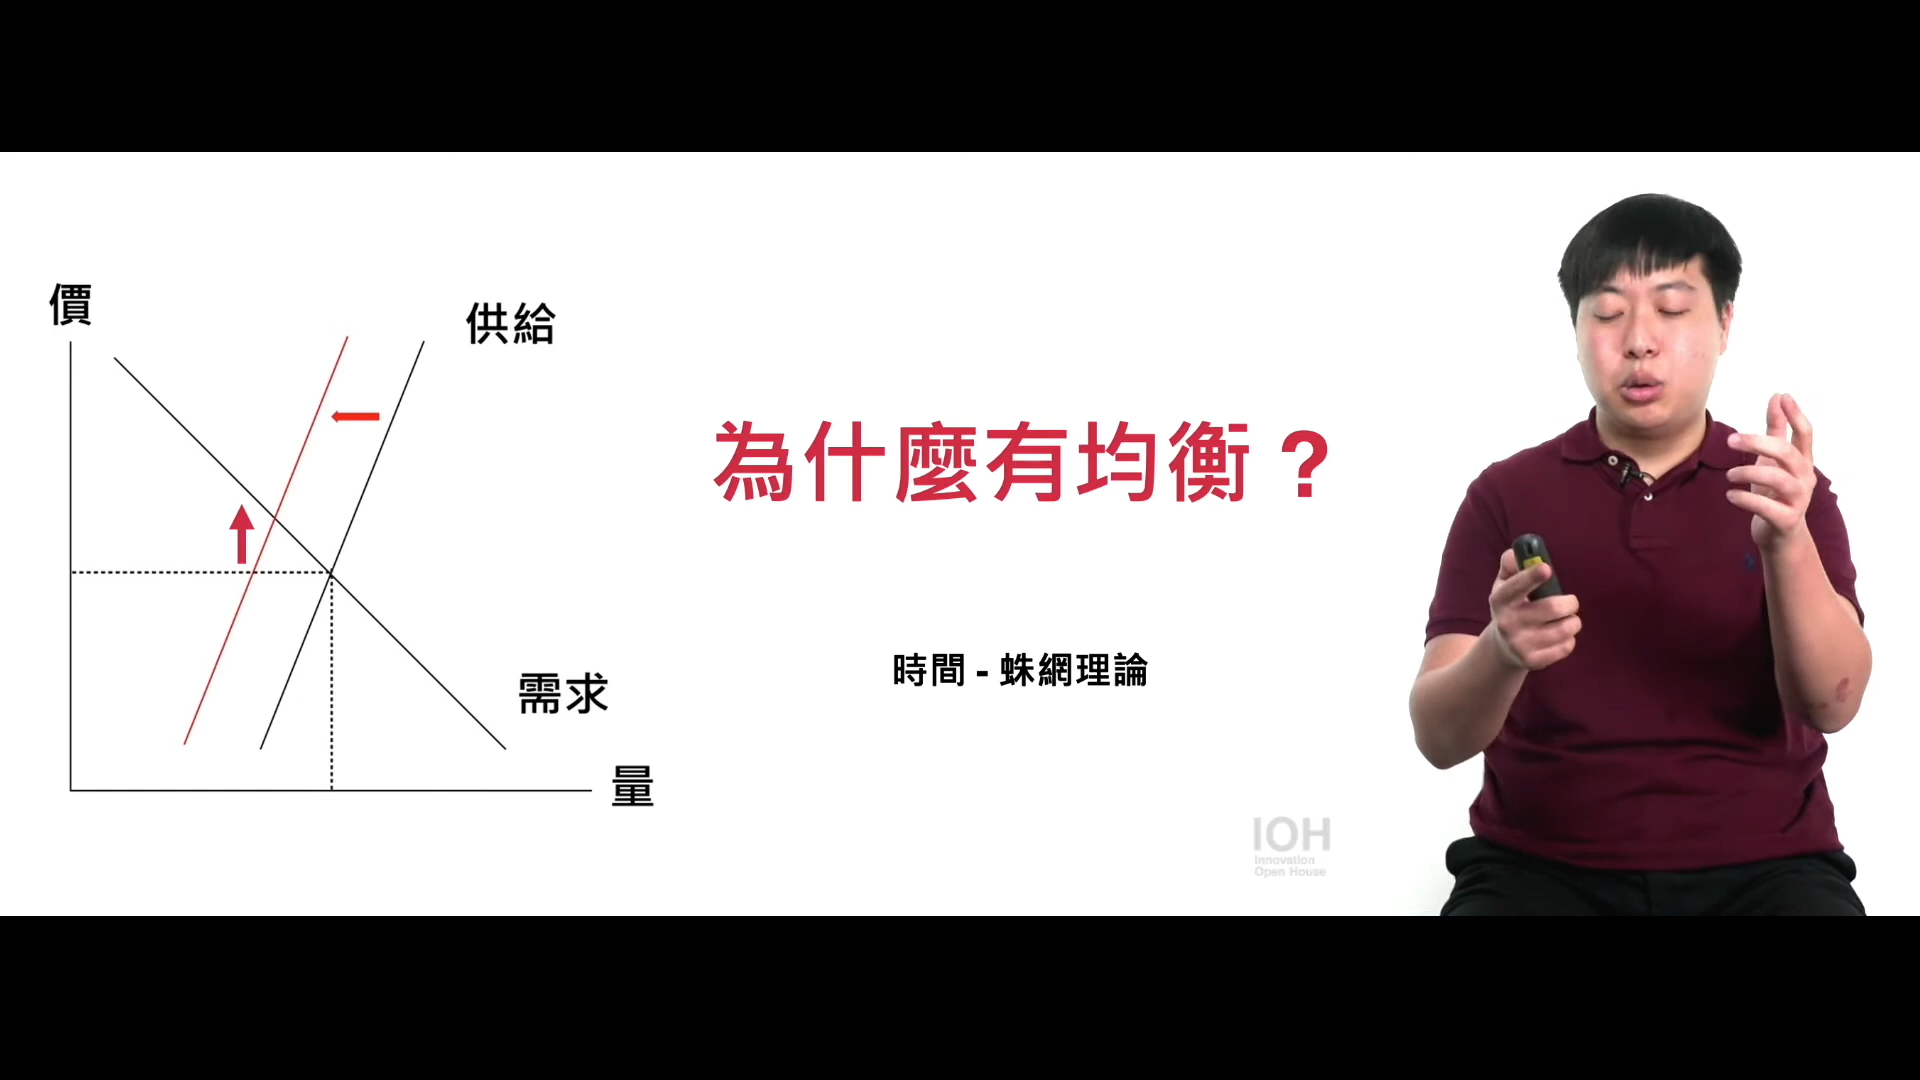 價
供給
為什麼有均衡？
時間 - 蛛網理論
需求
量
IOH
Innovation
Open House